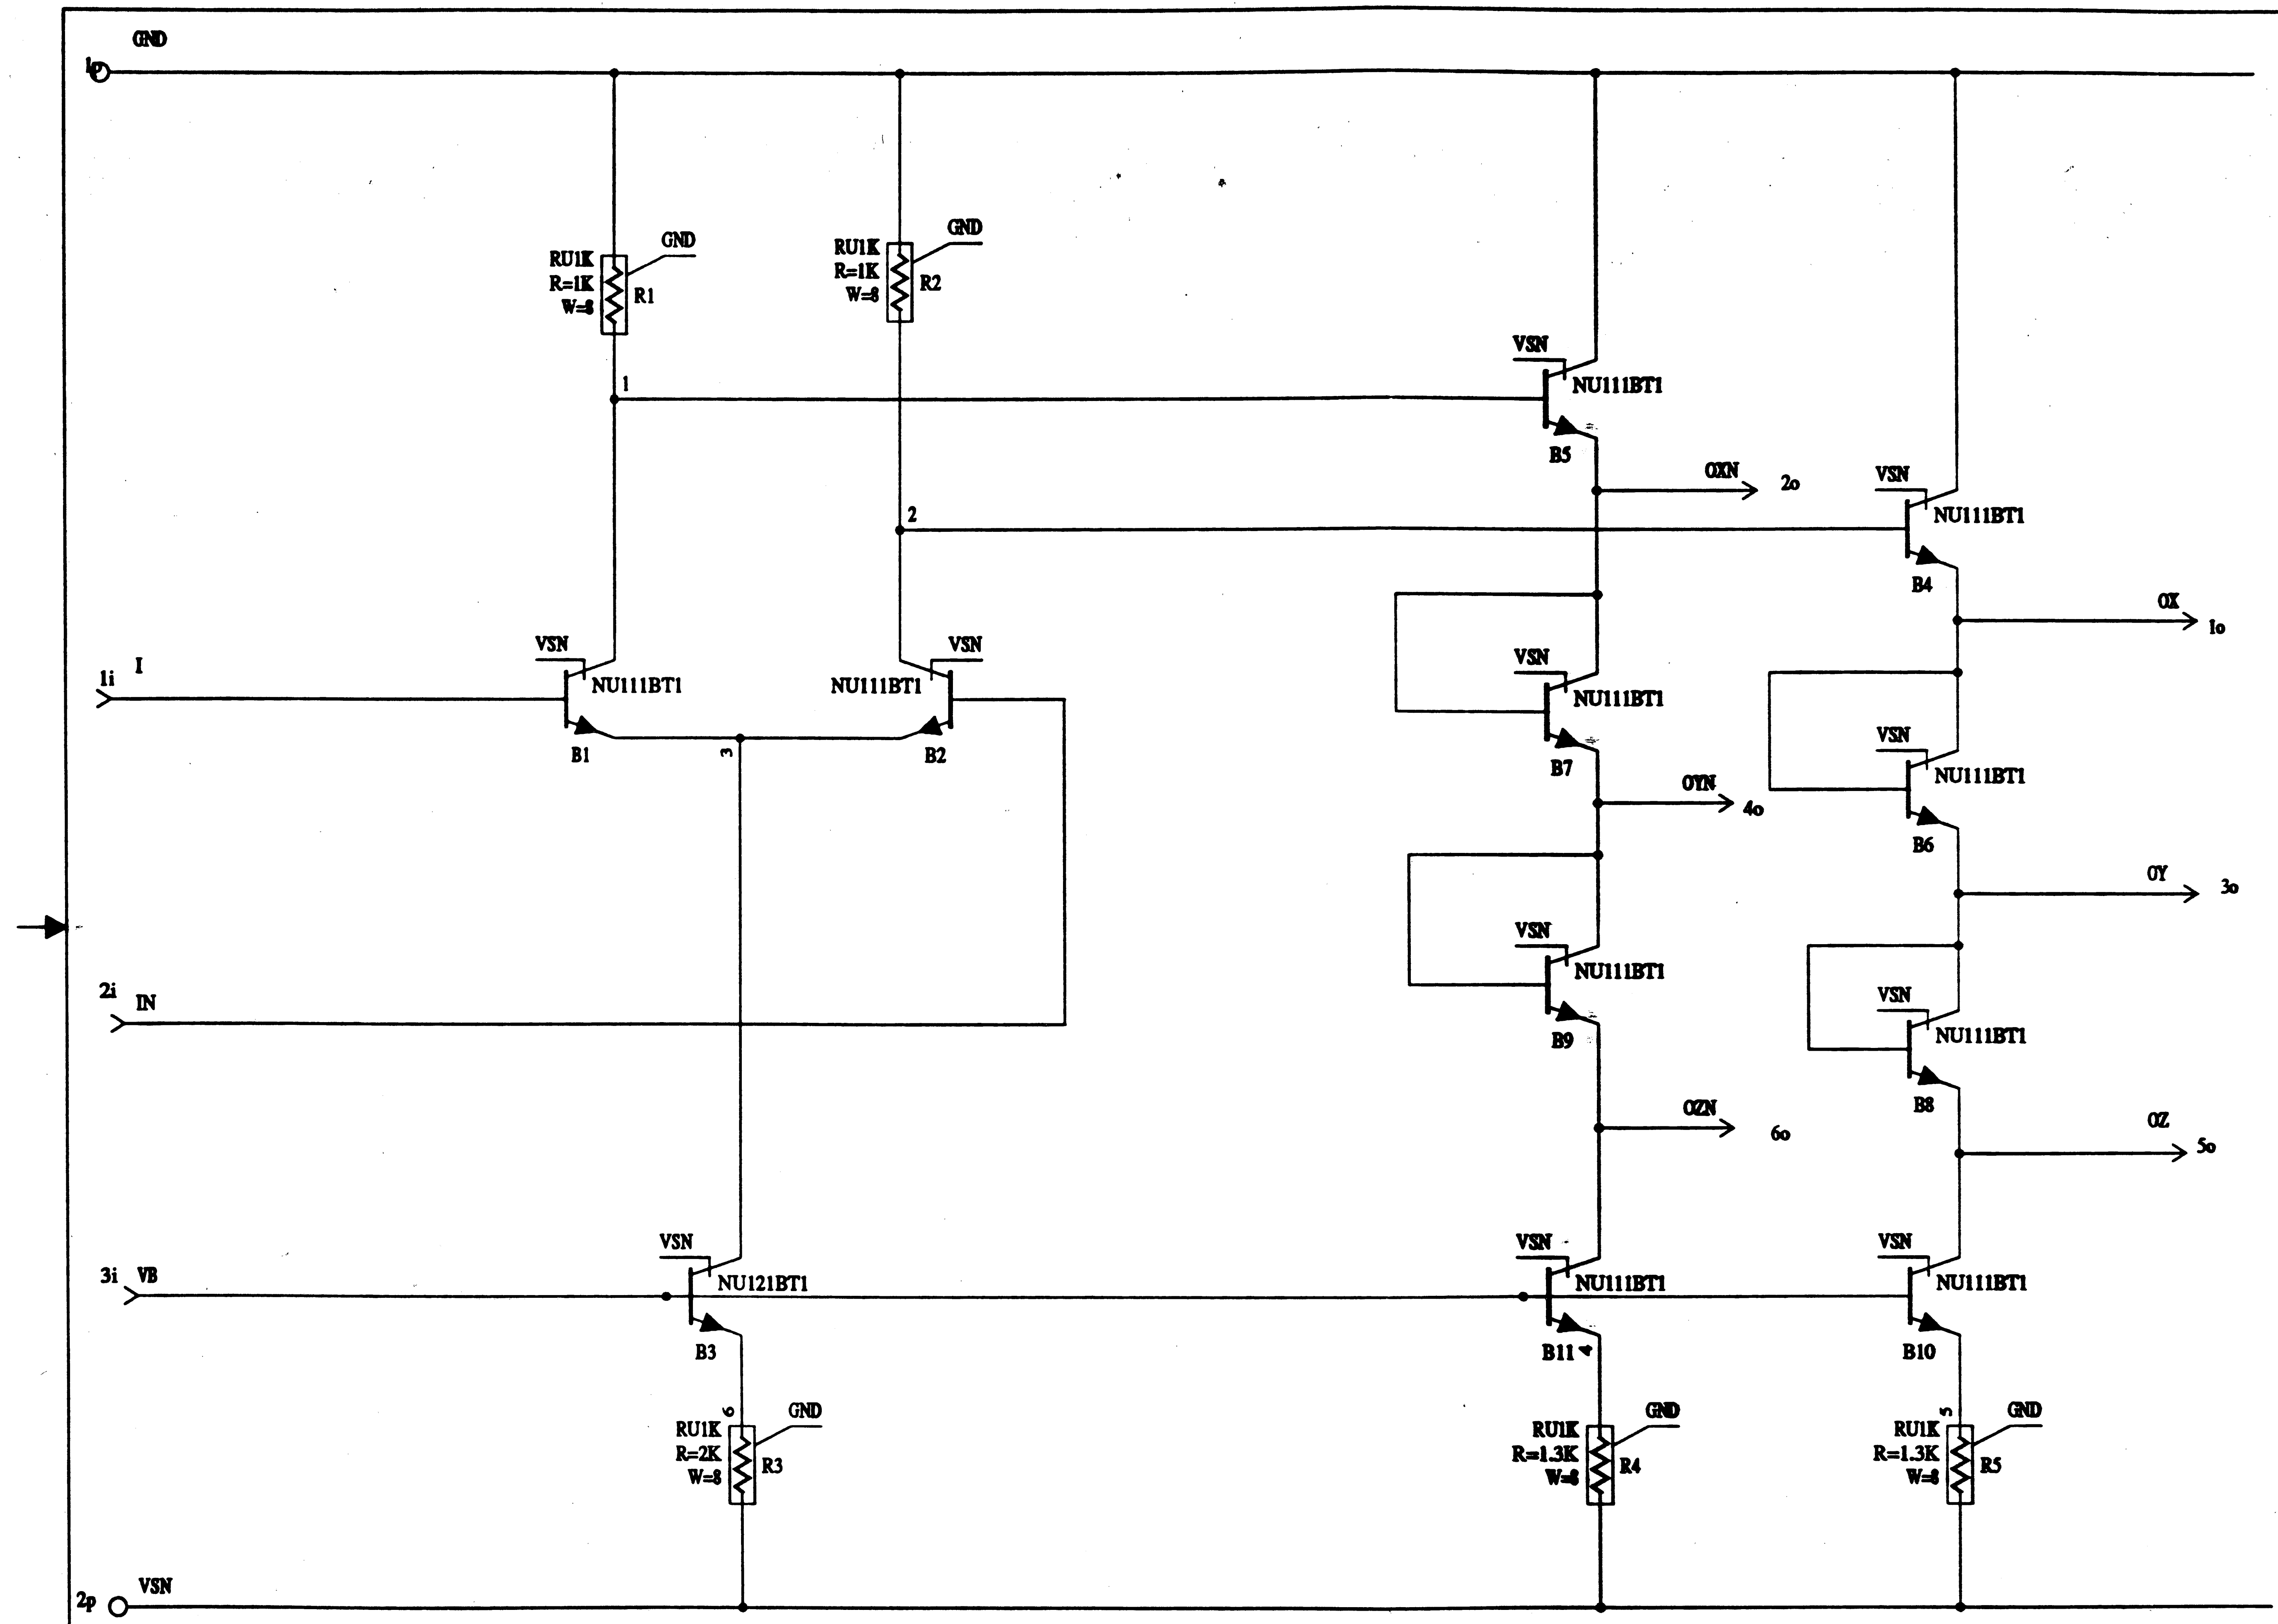 GND
1p
GND
RU1K
R=1K
W=8
R1
GND
RU1K
R=1K
W=8
R2
VSN
NU111BT1
B5
1
OXN
2o
VSN
NU111BT1
B4
2
OX
1o
1i
I
VSN
NU111BT1
B1
VSN
NU111BT1
B2
3
VSN
NU111BT1
B7
VSN
NU111BT1
B6
OYN
4o
OY
3o
2i
IN
VSN
NU111BT1
B9
VSN
NU111BT1
B8
OZN
6o
OZ
5o
3i
VB
VSN
NU121BT1
B3
VSN
NU111BT1
B11
4
VSN
NU111BT1
B10
6
GND
RU1K
R=2K
W=8
R3
GND
RU1K
R=1.3K
W=8
R4
5
GND
RU1K
R=1.3K
W=8
R5
2p
VSN